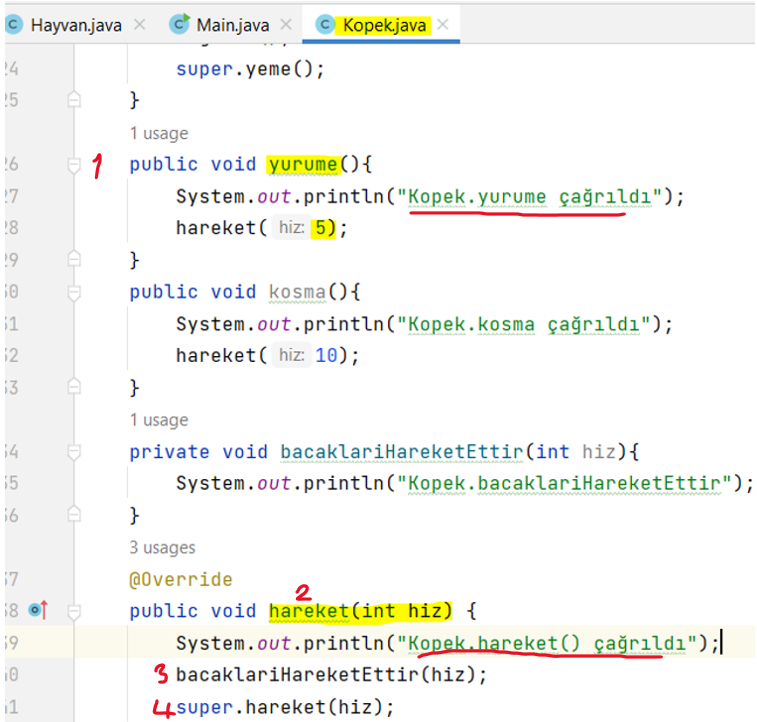 Hayvan.java × Main.java × Kopek.java ×
24 super.yeme();
25 }
1 usage
26 1 public void yurume(){
27 System.out.println("Kopek.yurume çağrıldı");
28 hareket( hiz: 5);
29 }
30 public void kosma(){
31 System.out.println("Kopek.kosma çağrıldı");
32 hareket( hiz: 10);
33 }
1 usage
34 private void bacaklariHareketEttir(int hiz){
35 System.out.println("Kopek.bacaklariHareketEttir");
36 }
3 usages
37 @Override
2
38 public void hareket(int hiz) {
39 System.out.println("Kopek.hareket() çağrıldı");
40 3 bacaklariHareketEttir(hiz);
41 4 super.hareket(hiz);